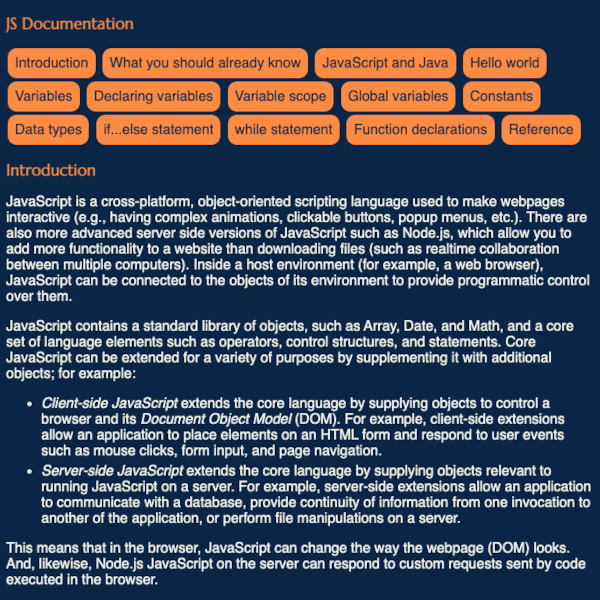 JS Documentation
Introduction What you should already know JavaScript and Java Hello world
Variables Declaring variables Variable scope Global variables Constants
Data types if...else statement while statement Function declarations Reference
Introduction
JavaScript is a cross-platform, object-oriented scripting language used to make webpages
interactive (e.g., having complex animations, clickable buttons, popup menus, etc.). There are
also more advanced server side versions of JavaScript such as Node.js, which allow you to
add more functionality to a website than downloading files (such as realtime collaboration
between multiple computers). Inside a host environment (for example, a web browser),
JavaScript can be connected to the objects of its environment to provide programmatic control
over them.
JavaScript contains a standard library of objects, such as Array, Date, and Math, and a core
set of language elements such as operators, control structures, and statements. Core
JavaScript can be extended for a variety of purposes by supplementing it with additional
objects; for example:
• Client-side JavaScript extends the core language by supplying objects to control a
browser and its Document Object Model (DOM). For example, client-side extensions
allow an application to place elements on an HTML form and respond to user events
such as mouse clicks, form input, and page navigation.
• Server-side JavaScript extends the core language by supplying objects relevant to
running JavaScript on a server. For example, server-side extensions allow an application
to communicate with a database, provide continuity of information from one invocation to
another of the application, or perform file manipulations on a server.
This means that in the browser, JavaScript can change the way the webpage (DOM) looks.
And, likewise, Node.js JavaScript on the server can respond to custom requests sent by code
executed in the browser.